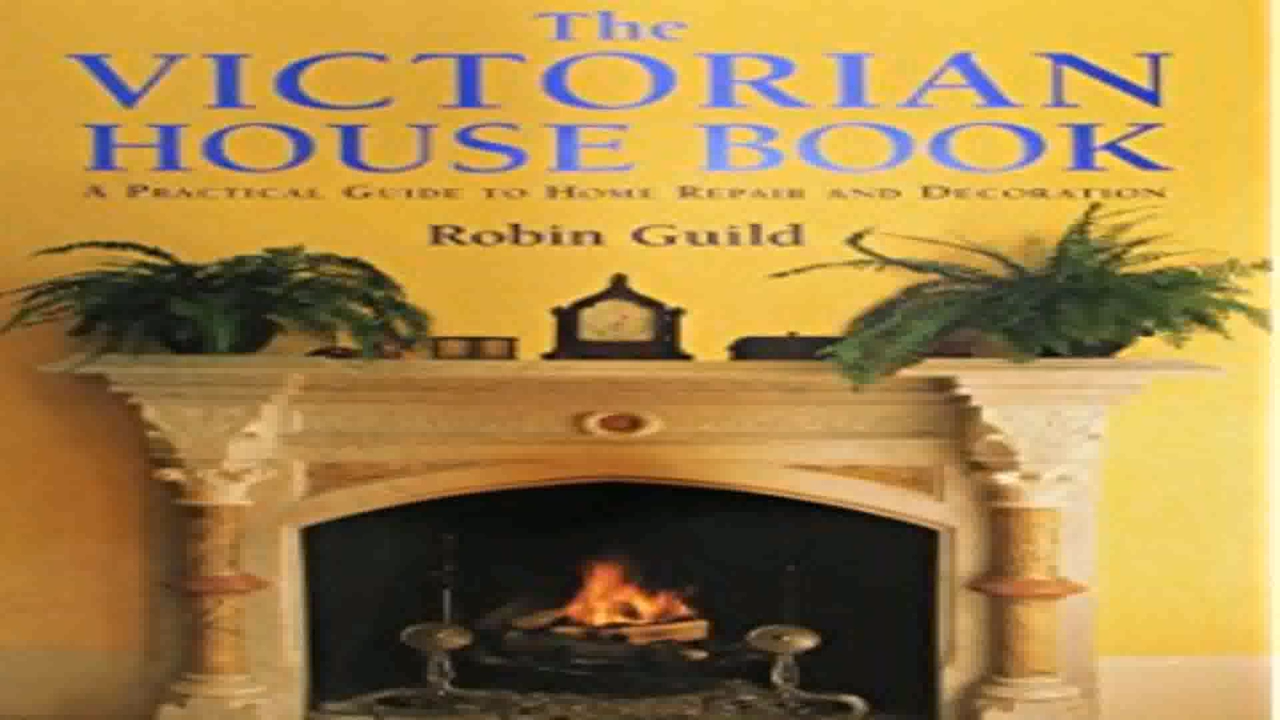 The
VICTORIAN
HOUSE BOOK
A PRACTICAL GUIDE TO HOME REPAIR AND DECORATION
Robin Guild